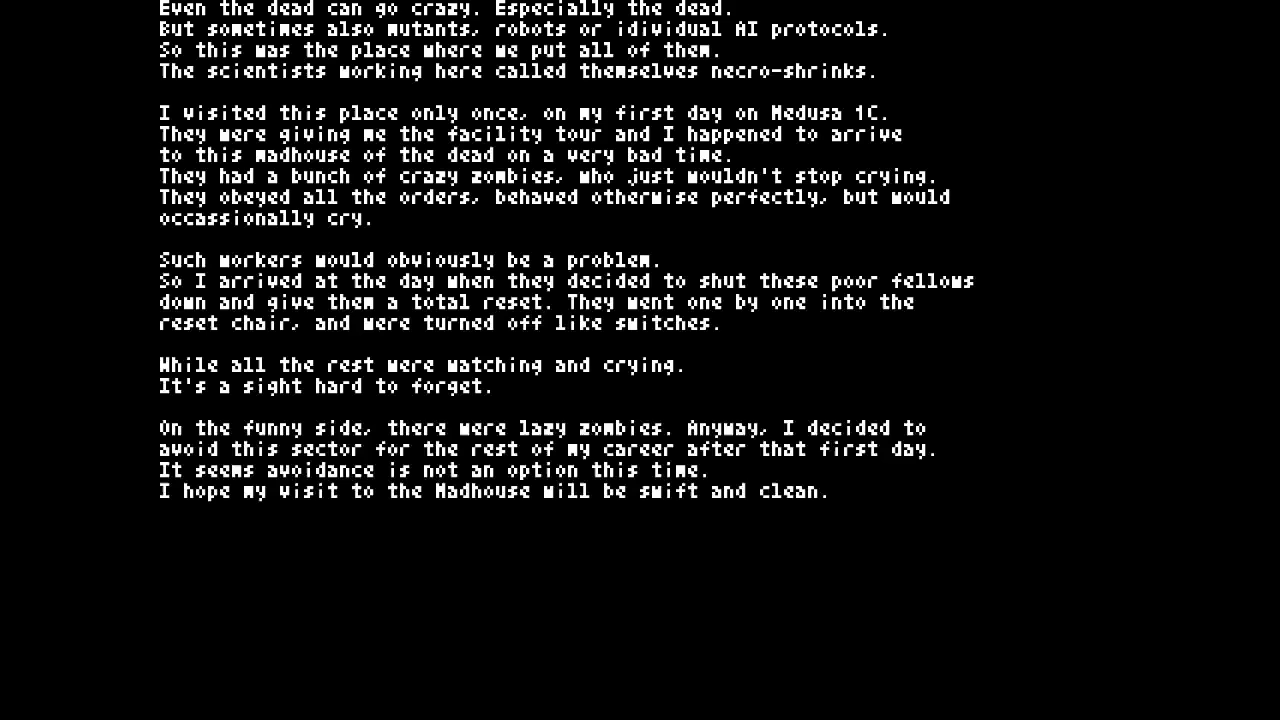 Even the dead can go crazy. Especially the dead.
But sometimes also mutants, robots or idividual AI protocols.
So this was the place where we put all of them.
The scientists working here called themselves necro-shrinks.
I visited this place only once, on my first day on Medusa 1C.
They were giving me the facility tour and I happened to arrive
to this madhouse of the dead on a very bad time.
They had a bunch of crazy zombies, who just wouldn't stop crying.
They obeyed all the orders, behaved otherwise perfectly, but would
occassionally cry.
Such workers would obviously be a problem.
So I arrived at the day when they decided to shut these poor fellows
down and give them a total reset. They went one by one into the
reset chair, and were turned off like switches.
While all the rest were watching and crying.
It's a sight hard to forget.
On the funny side, there were lazy zombies. Anyway, I decided to
avoid this sector for the rest of my career after that first day.
It seems avoidance is not an option this time.
I hope my visit to the Madhouse will be swift and clean.